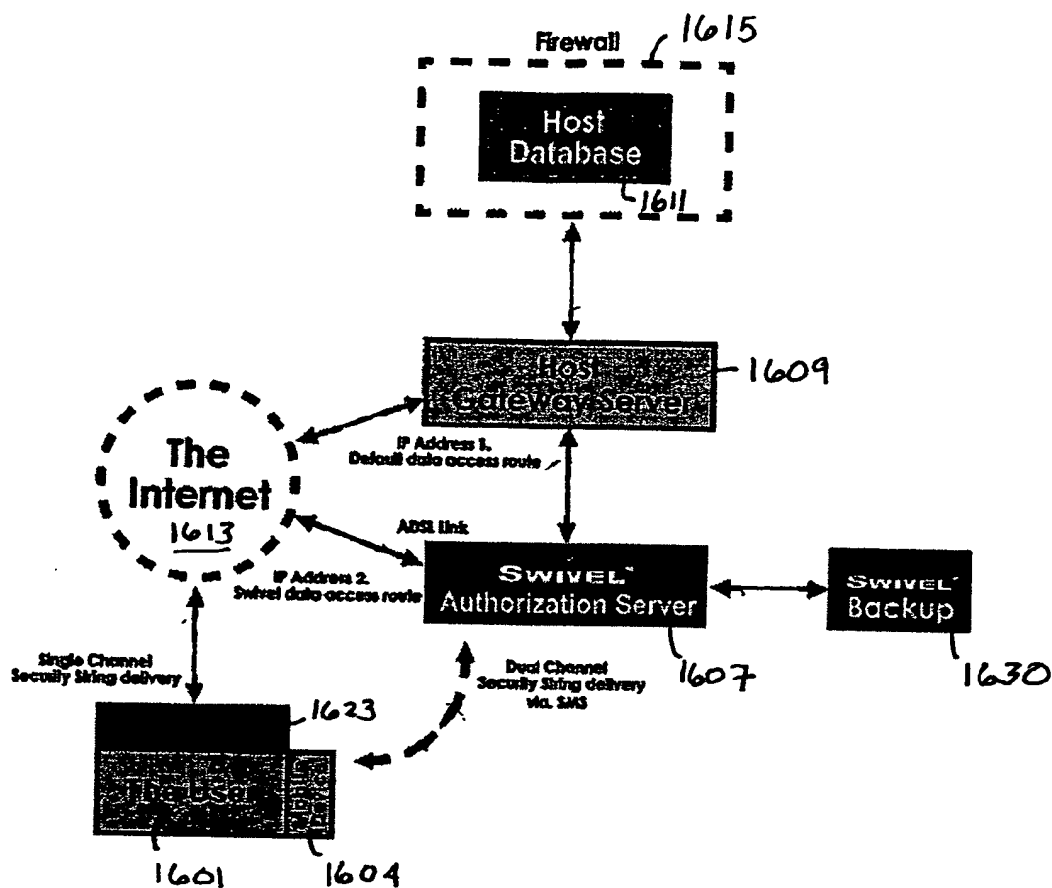 1615
Firewall
Host
Database
1611
Host
Gateway Server
1609
IP Address 1.
Default data access route
The
Internet
1613
ADSL Link
IP Address 2.
Swivel data access route
SWIVEL™
Authorization Server
1607
SWIVEL™
Backup
1630
Single Channel
Security String delivery
Dual Channel
Security String delivery
via. SMS
1623
The User
1601
1604